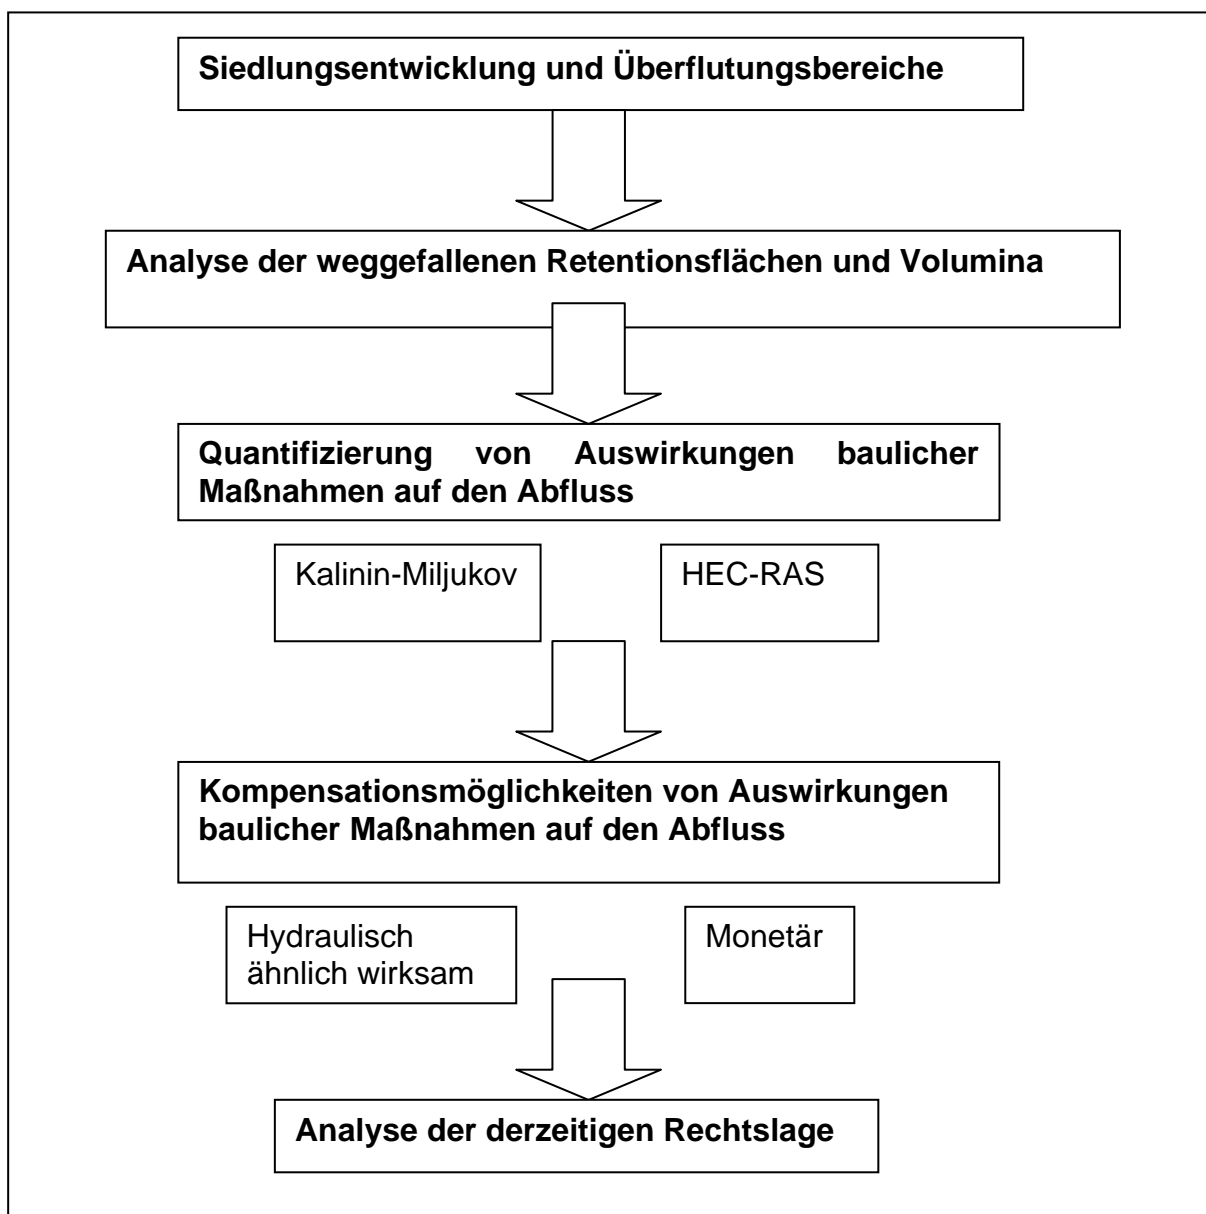 Siedlungsentwicklung und Überflutungsbereiche
Analyse der weggefallenen Retentionsflächen und Volumina
Quantifizierung von Auswirkungen baulicher
Maßnahmen auf den Abfluss
Kalinin-Miljukov
HEC-RAS
Kompensationsmöglichkeiten von Auswirkungen
baulicher Maßnahmen auf den Abfluss
Hydraulisch
ähnlich wirksam
Monetär
Analyse der derzeitigen Rechtslage